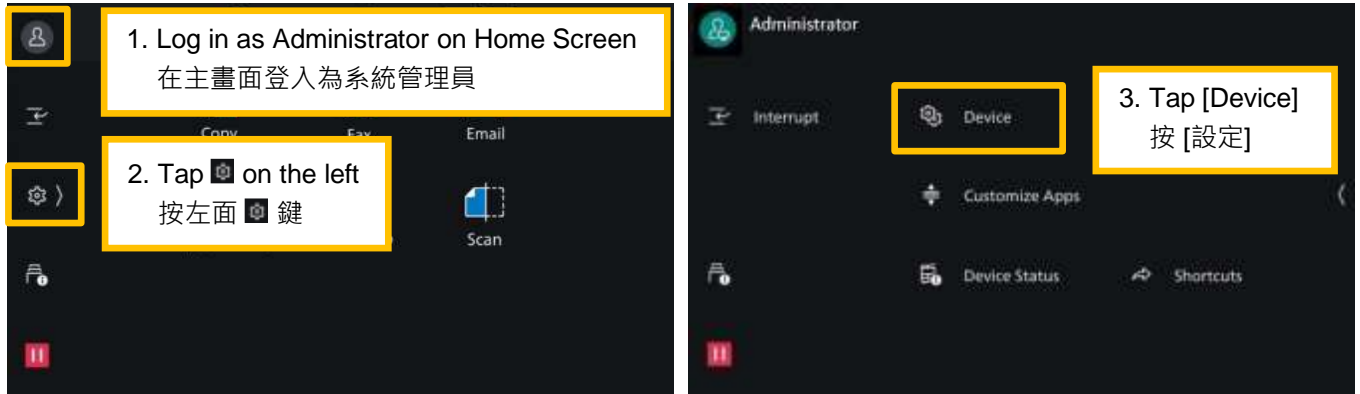 1. Log in as Administrator on Home Screen
在主畫面登入為系統管理員
Copy
Fax
Email
2. Tap on the left
按左面 鍵
Scan
Administrator
Interrupt
Device
3. Tap [Device]
按 [設定]
Customize Apps
Device Status
Shortcuts